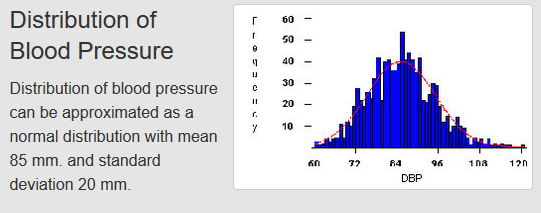 Distribution of
Blood Pressure
Distribution of blood pressure
can be approximated as a
normal distribution with mean
85 mm. and standard
deviation 20 mm.
Frequency
60
50
40
30
20
10
60 72 84 96 108 120
DBP